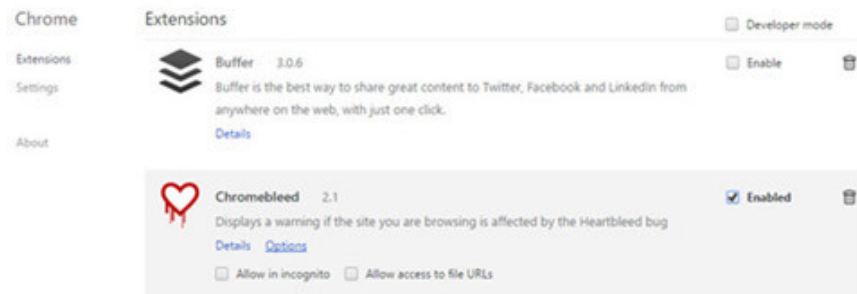 Chrome
Extensions
Developer mode
Extensions
Settings
About
Buffer 3.0.6
Enable
Buffer is the best way to share great content to Twitter, Facebook and LinkedIn from
anywhere on the web, with just one click.
Details
Chromebleed 2.1
Enabled
Displays a warning if the site you are browsing is affected by the Heartbleed bug
Details Options
Allow in incognito Allow access to file URLs